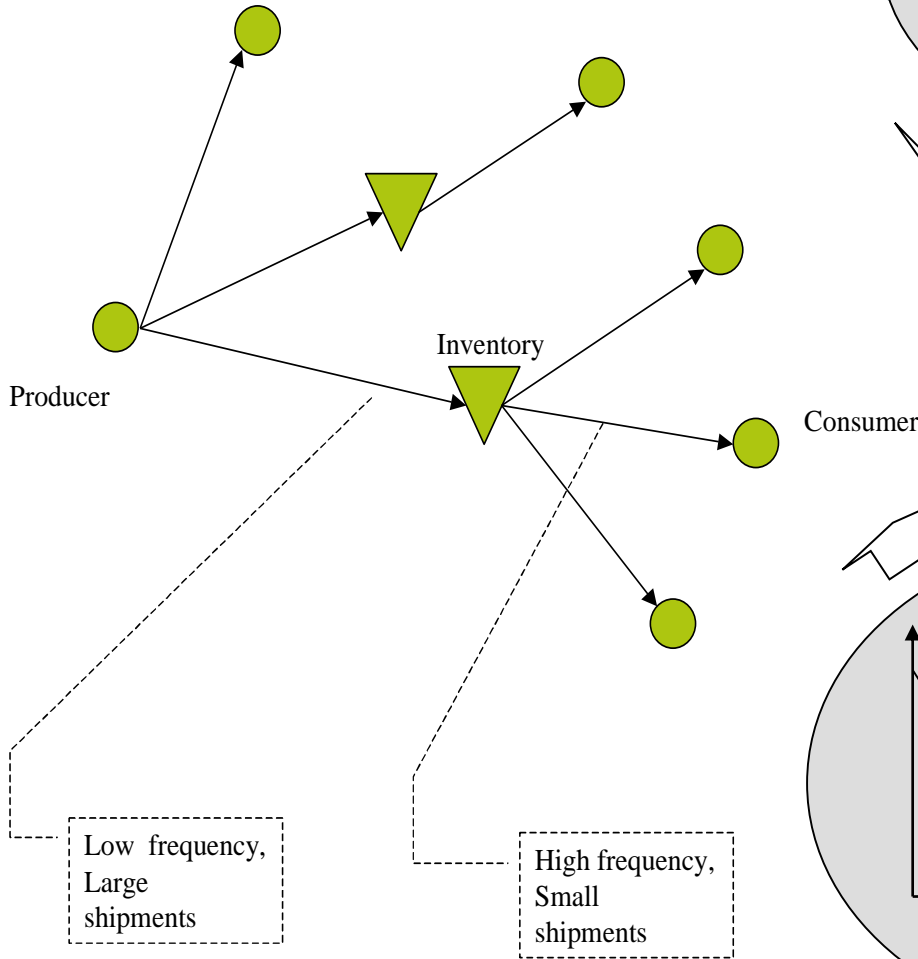 Inventory
Producer
Consumer
Low frequency,
Large
shipments
High frequency,
Small
shipments